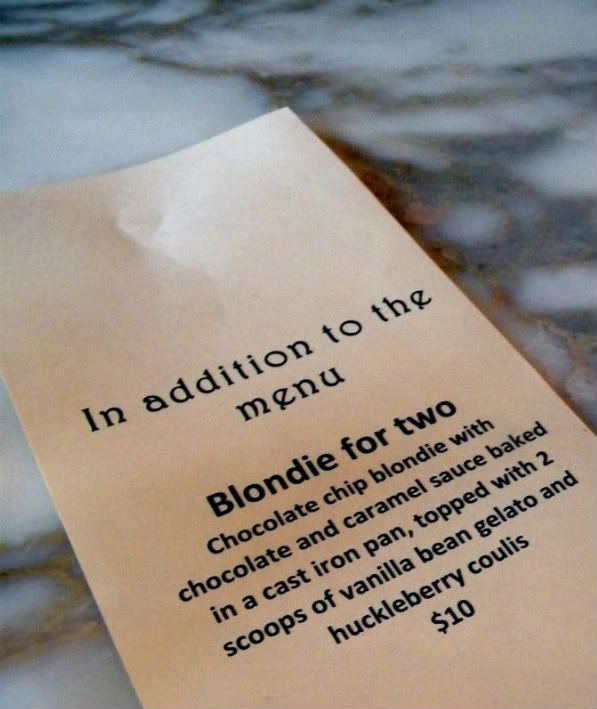 In addition to the
menu
Blondie for two
Chocolate chip blondie with
chocolate and caramel sauce baked
in a cast iron pan, topped with 2
scoops of vanilla bean gelato and
huckleberry coulis
$10